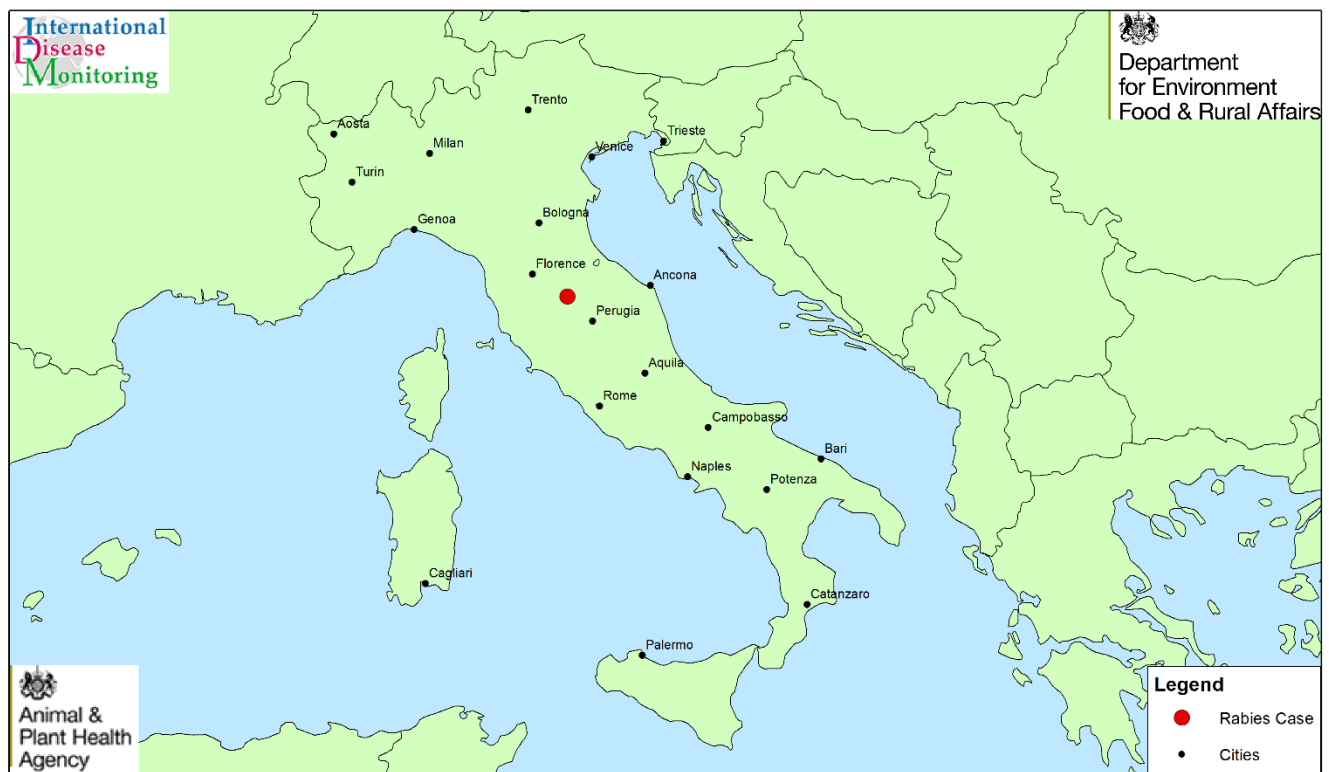 International
Disease
Monitoring
Department
for Environment
Food & Rural Affairs
Trento
Aosta
Trieste
Milan
Venice
Turin
Bologna
Genoa
Florence
Ancona
Perugia
Aquila
Rome
Campobasso
Bari
Naples
Potenza
Cagliari
Catanzaro
Palermo
Animal &
Plant Health
Agency
Legend
Rabies Case
Cities